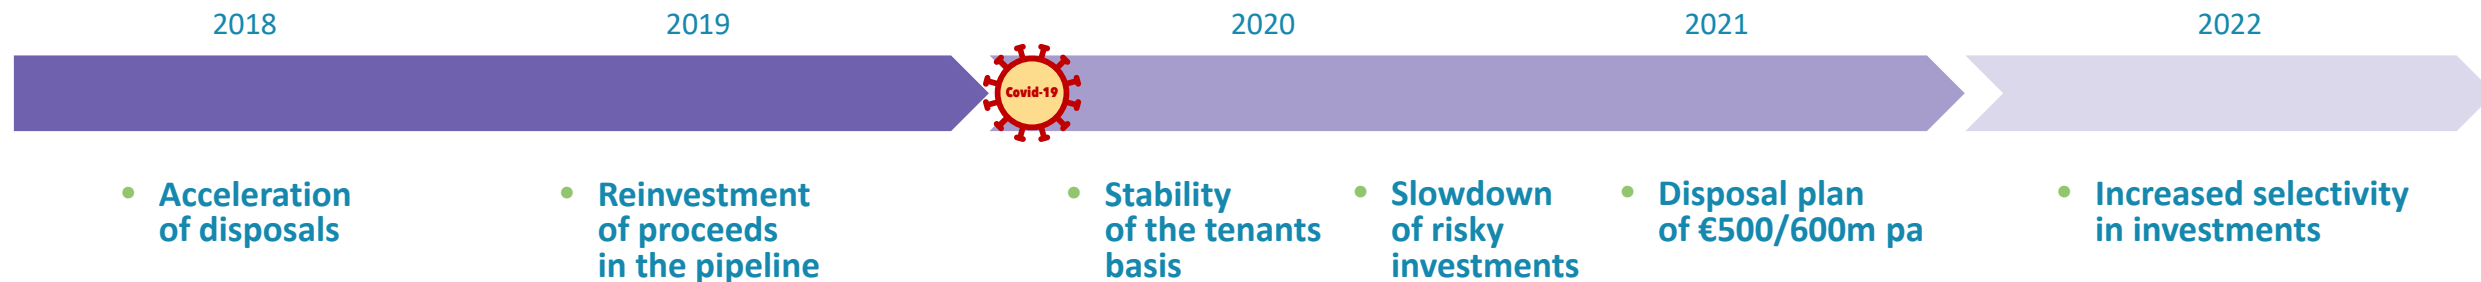 2018
2019
2020
2021
2022
Covid-19
• Acceleration
of disposals
• Reinvestment
of proceeds
in the pipeline
• Stability
of the tenants
basis
• Slowdown
of risky
investments
• Disposal plan
of €500/600m pa
• Increased selectivity
in investments